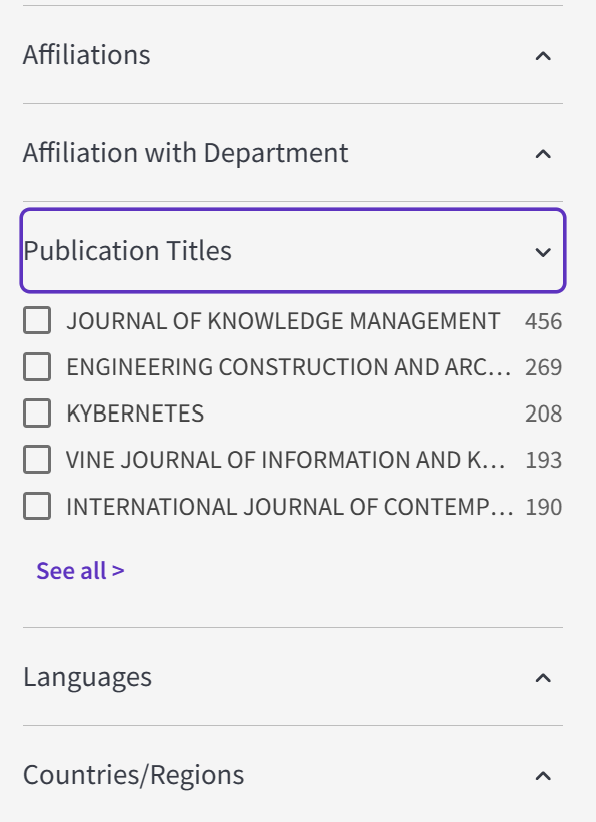 Affiliations
Affiliation with Department
Publication Titles
JOURNAL OF KNOWLEDGE MANAGEMENT 456
ENGINEERING CONSTRUCTION AND ARC... 269
KYBERNETES 208
VINE JOURNAL OF INFORMATION AND K... 193
INTERNATIONAL JOURNAL OF CONTEMP... 190
See all >
Languages
Countries/Regions